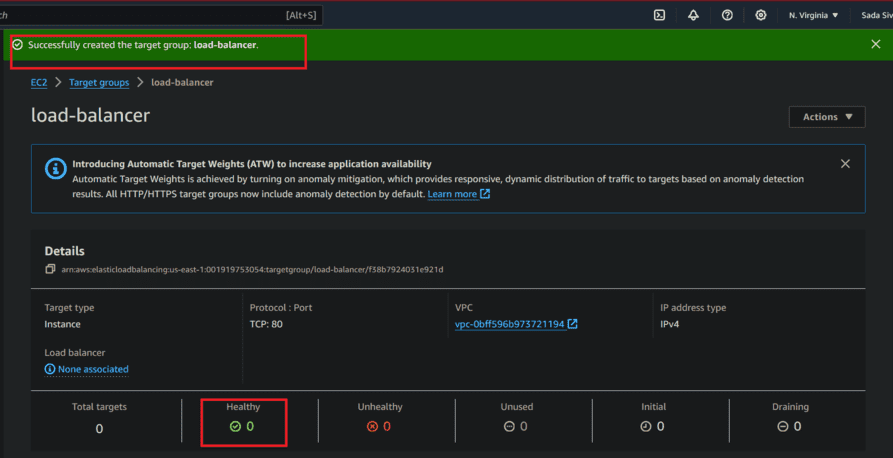 ch [Alt+S] N. Virginia ▼ Sada Siv
Successfully created the target group: load-balancer.
EC2 > Target groups > load-balancer
load-balancer
Actions ▼
Introducing Automatic Target Weights (ATW) to increase application availability
Automatic Target Weights is achieved by turning on anomaly mitigation, which provides responsive, dynamic distribution of traffic to targets based on anomaly detection
results. All HTTP/HTTPS target groups now include anomaly detection by default. Learn more
Details
arn:aws:elasticloadbalancing:us-east-1:001919753054:targetgroup/load-balancer/f38b7924031e921d
Target type Protocol : Port VPC IP address type
Instance TCP: 80 vpc-0bff596b973721194 IPv4
Load balancer
None associated
Total targets Healthy Unhealthy Unused Initial Draining
0 0 0 0 0 0